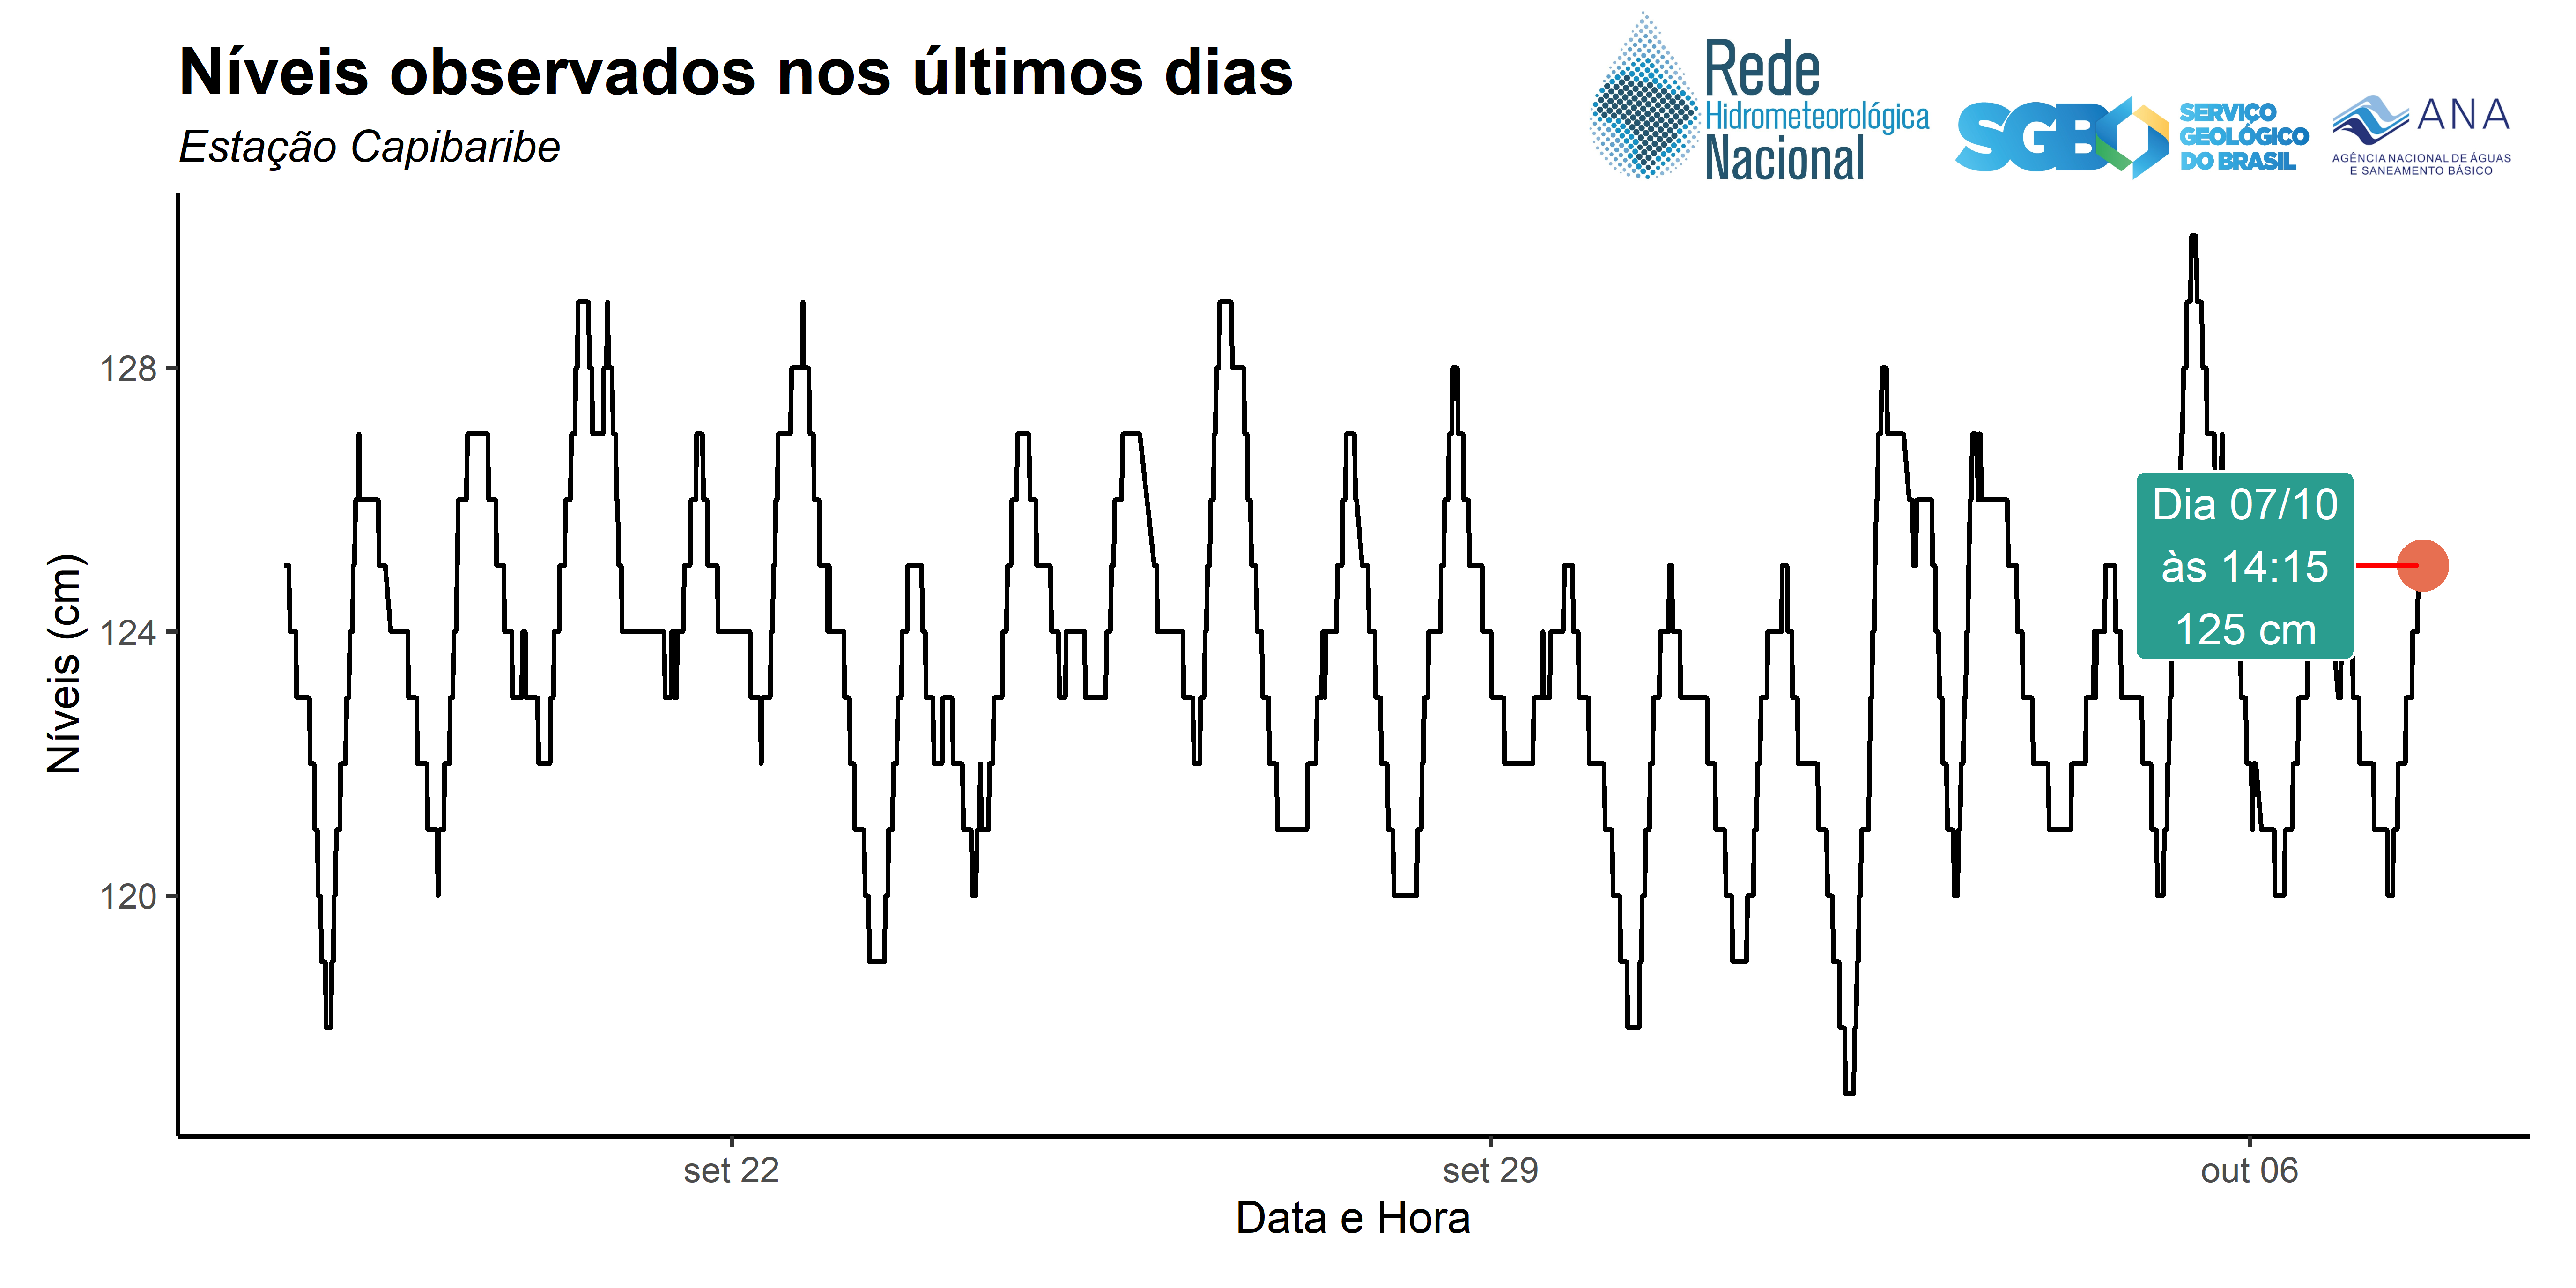 Níveis observados nos últimos dias
Estação Capibaribe
Rede
Hidrometeorológica
Nacional
SGB
SERVIÇO
GEOLÓGICO
DO BRASIL
ANA
AGÊNCIA NACIONAL DE ÁGUAS
E SANEAMENTO BÁSICO
Níveis (cm)
128
124
120
Dia 07/10
às 14:15
125 cm
set 22
set 29
out 06
Data e Hora